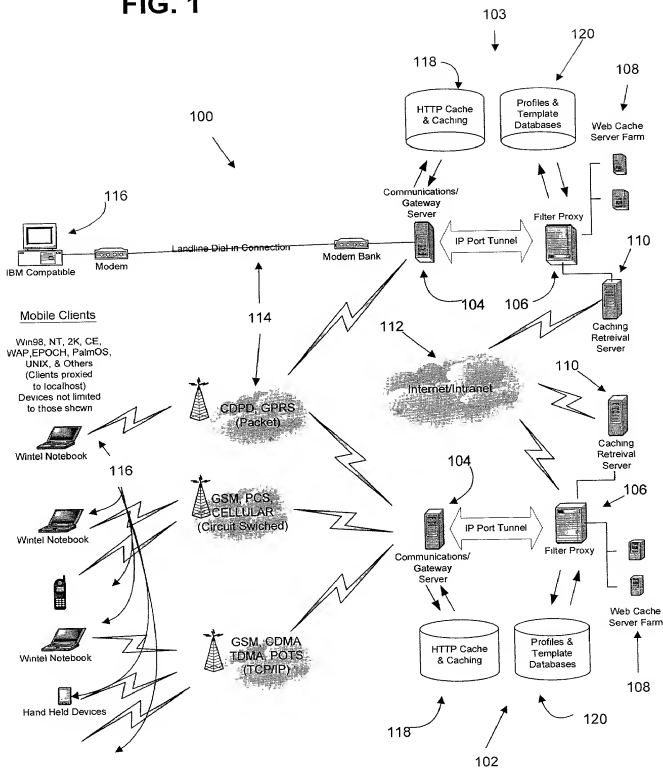 FIG. 1
103
120
118
108
HTTP Cache
& Caching
Profiles &
Template
Databases
Web Cache
Server Farm
100
116
Communications/
Gateway
Server
Filter Proxy
Landline Dial-in Connection
IP Port Tunnel
110
IBM Compatible
Modem
Modem Bank
104
106
Caching
Retreival
Server
Mobile Clients
114
112
Win98, NT, 2K, CE,
WAP,EPOCH, PalmOS,
UNIX, & Others
(Clients proxied
to localhost)
Devices not limited
to those shown
Internet/Intranet
110
CDPD, GPRS
(Packet)
Caching
Retreival
Server
Wintel Notebook
116
104
106
GSM, PCS,
CELLULAR
(Circuit Swiched)
IP Port Tunnel
Wintel Notebook
Communications/
Gateway
Server
Filter Proxy
Web Cache
Server Farm
GSM, CDMA
TDMA, POTS
(TCP/IP)
Wintel Notebook
HTTP Cache
& Caching
Profiles &
Template
Databases
108
Hand Held Devices
118
120
102